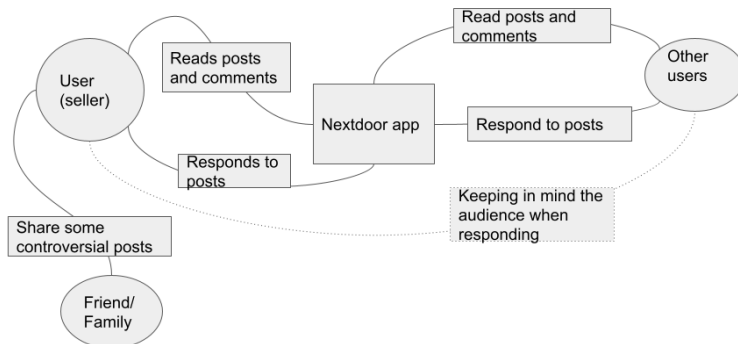 Read posts and
comments
Reads posts
and comments
Other
users
User
(seller)
Nextdoor app
Respond to posts
Responds to
posts
Keeping in mind the
audience when
responding
Share some
controversial posts
Friend/
Family